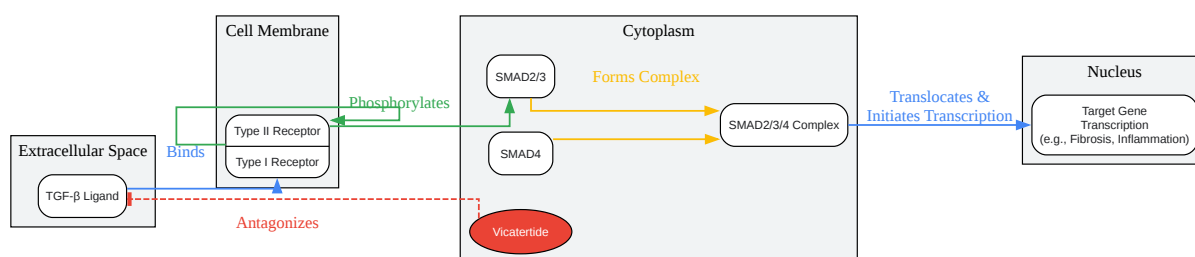 Extracellular Space
TGF-β Ligand
Binds
Cell Membrane
Type II Receptor
Type I Receptor
Phosphorylates
Antagonizes
Cytoplasm
SMAD2/3
Forms Complex
SMAD4
SMAD2/3/4 Complex
Vicatertide
Translocates &
Initiates Transcription
Nucleus
Target Gene
Transcription
(e.g., Fibrosis, Inflammation)